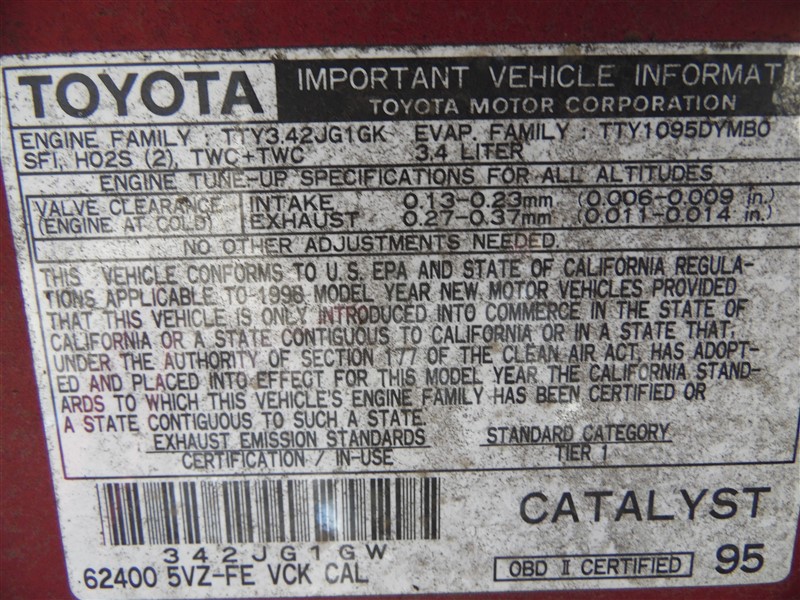 TOYOTA IMPORTANT VEHICLE INFORMATI
TOYOTA MOTOR CORPORATION
ENGINE FAMILY : TTY3.42JG1GK EVAP. FAMILY : TTY1095DYMB0
SFI, HO2S (2), TWC+TWC 3.4 LITER
ENGINE TUNE-UP SPECIFICATIONS FOR ALL ALTITUDES
VALVE CLEARANCE INTAKE 0.13-0.23mm (0.006-0.009 in.)
(ENGINE AT COLD) EXHAUST 0.27-0.37mm (0.011-0.014 in.)
NO OTHER ADJUSTMENTS NEEDED.
THIS VEHICLE CONFORMS TO U.S. EPA AND STATE OF CALIFORNIA REGULA-
TIONS APPLICABLE TO 1996 MODEL YEAR NEW MOTOR VEHICLES PROVIDED
THAT THIS VEHICLE IS ONLY INTRODUCED INTO COMMERCE IN THE STATE OF
CALIFORNIA OR A STATE CONTIGUOUS TO CALIFORNIA OR IN A STATE THAT,
UNDER THE AUTHORITY OF SECTION 177 OF THE CLEAN AIR ACT, HAS ADOPT-
ED AND PLACED INTO EFFECT FOR THIS MODEL YEAR THE CALIFORNIA STAND-
ARDS TO WHICH THIS VEHICLE'S ENGINE FAMILY HAS BEEN CERTIFIED OR
A STATE CONTIGUOUS TO SUCH A STATE.
EXHAUST EMISSION STANDARDS STANDARD CATEGORY
CERTIFICATION / IN-USE TIER 1
CATALYST
342JG1GW
62400 5VZ-FE VCK CAL OBD II CERTIFIED 95